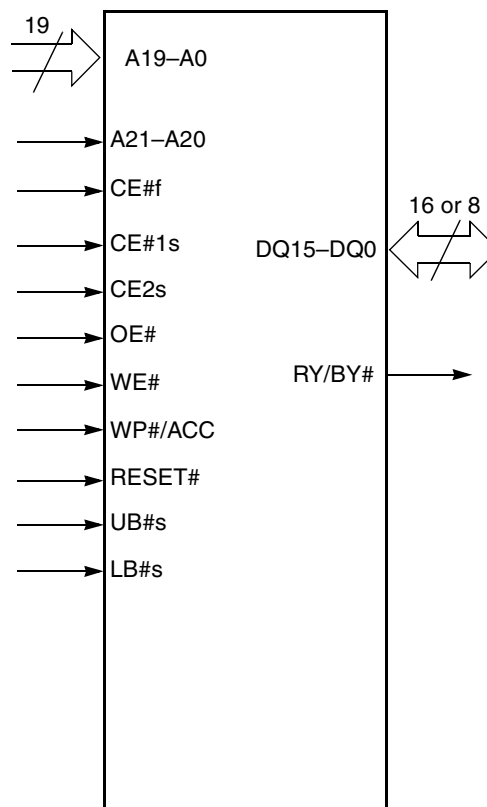 19
A19–A0
A21–A20
CE#f
16 or 8
CE#1s
DQ15–DQ0
CE2s
OE#
RY/BY#
WE#
WP#/ACC
RESET#
UB#s
LB#s